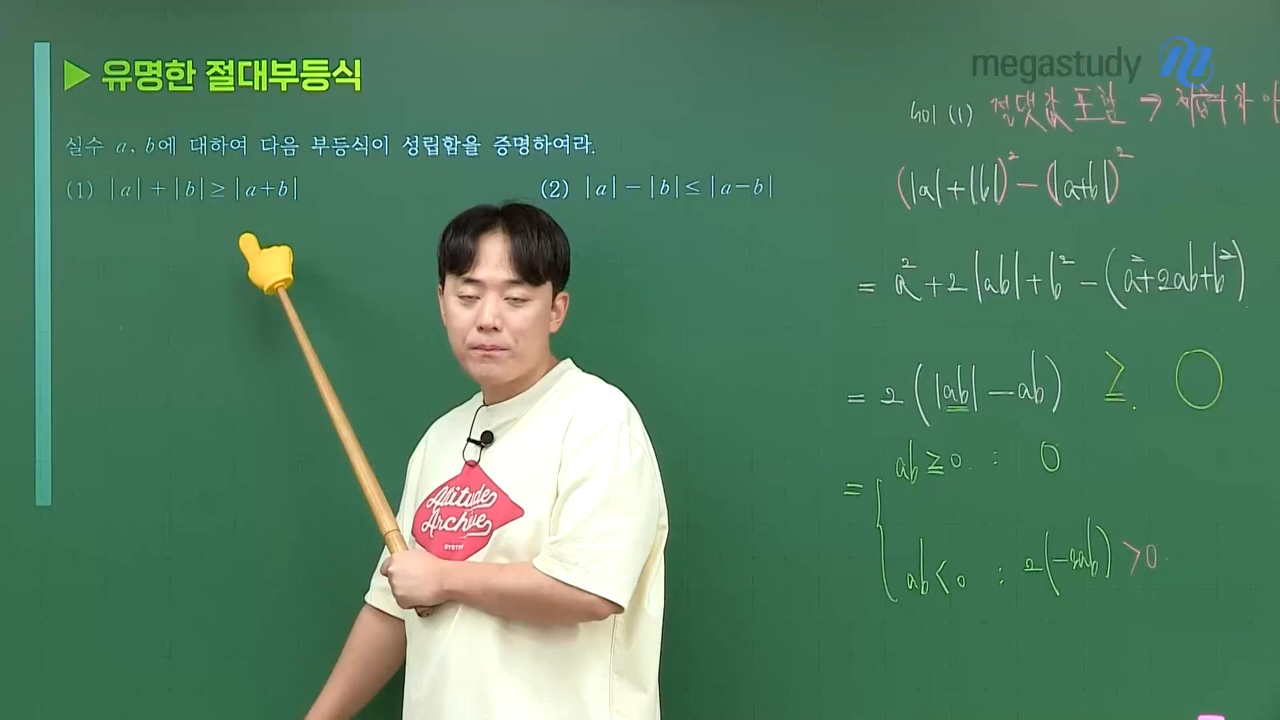 ▶ 유명한 절대부등식
megastudy
실수 a, b에 대하여 다음 부등식이 성립함을 증명하여라.
(1) |a|+|b|≥|a+b|
(2) |a|-|b|≤|a-b|
(1) 절댓값 포함 →
(|a|+|b|)² - (|a+b|)²
= a²+2|ab|+b²-(a²+2ab+b²)
= 2(|ab|-ab) ≥ 0
= { ab≧0 : 0
ab<0 : 2(-2ab) >0
Attitude
Archive
SYSTM